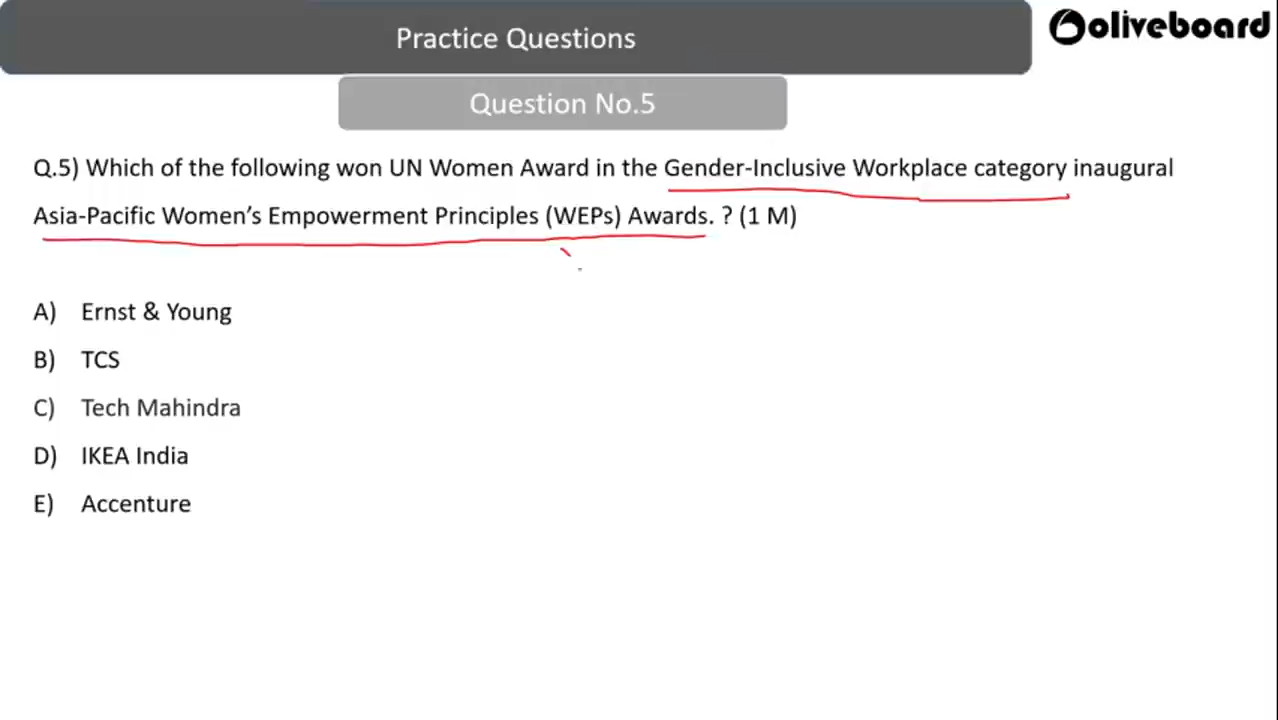 Practice Questions
oliveboard
Question No.5
Q.5) Which of the following won UN Women Award in the Gender-Inclusive Workplace category inaugural
Asia-Pacific Women’s Empowerment Principles (WEPs) Awards. ? (1 M)
A) Ernst & Young
B) TCS
C) Tech Mahindra
D) IKEA India
E) Accenture